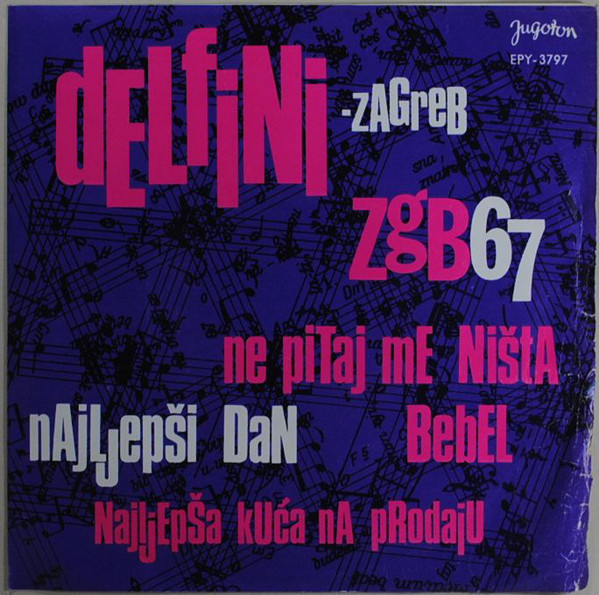 Jugoton
EPY-3797
dELfiNi
-zAGreB
ZgB67
ne piTaj mE NištA
nAjLjepši DaN BebEL
NajljEpŠa kUća nA pRodajU